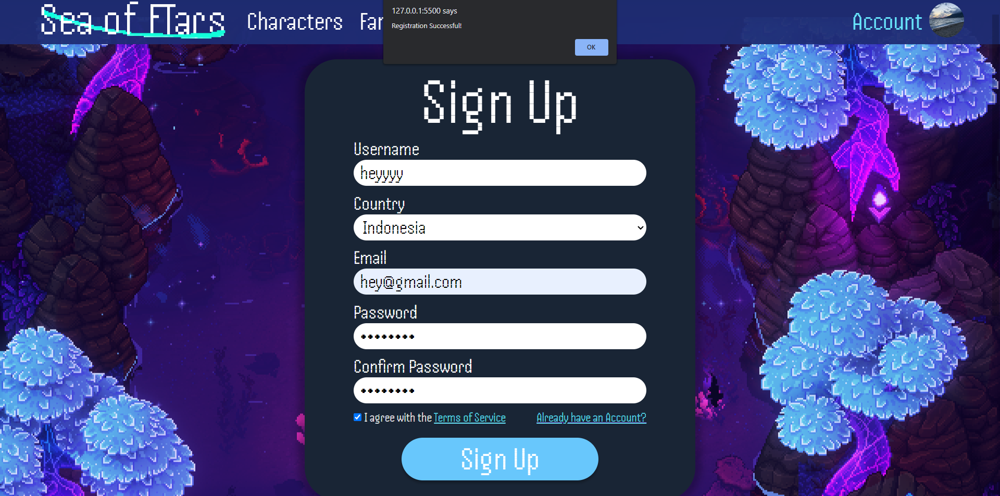 Sea of FTars
Characters
Far
127.0.0.1:5500 says
Registration Successful!
OK
Account
Sign Up
Username
heyyyy
Country
Indonesia
Email
hey@gmail.com
Password
Confirm Password
I agree with the Terms of Service
Already have an Account?
Sign Up